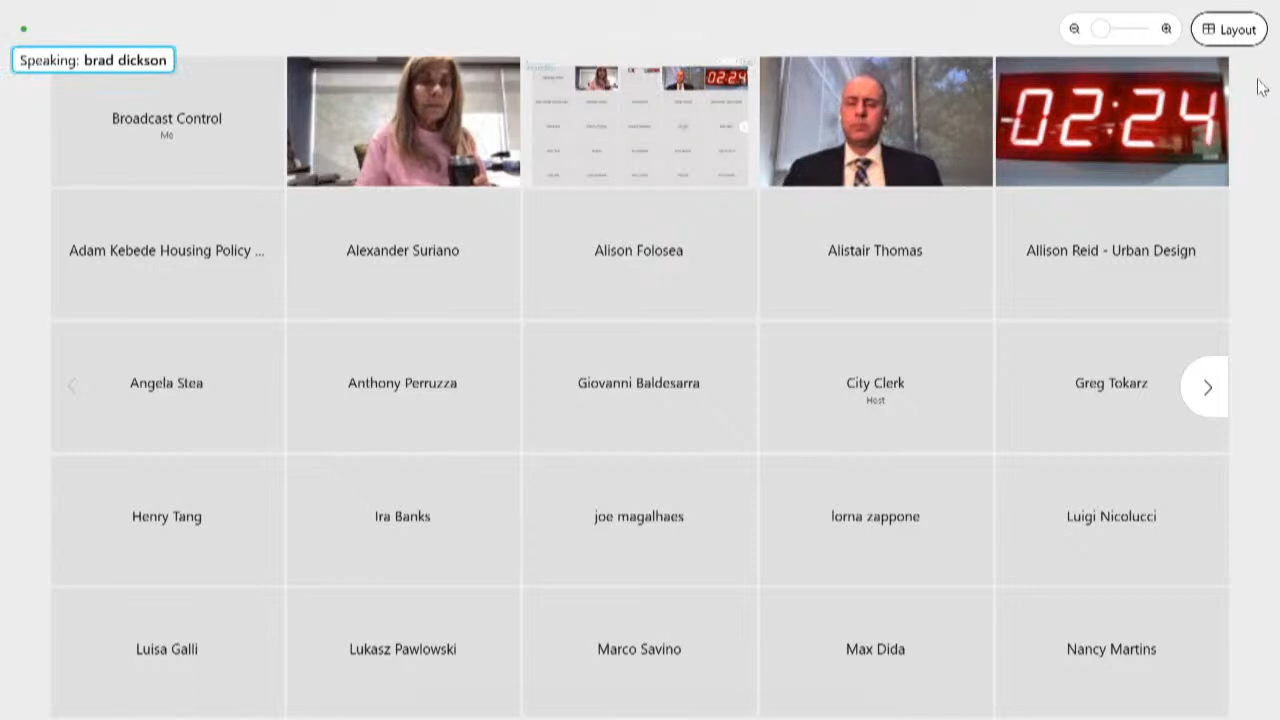 Layout
Speaking: brad dickson
Broadcast Control
Me
02:24
02:24
Adam Kebede Housing Policy ...
Alexander Suriano
Alison Folosea
Alistair Thomas
Allison Reid - Urban Design
Angela Stea
Anthony Perruzza
Giovanni Baldesarra
City Clerk
Host
Greg Tokarz
Henry Tang
Ira Banks
joe magalhaes
lorna zappone
Luigi Nicolucci
Luisa Galli
Lukasz Pawlowski
Marco Savino
Max Dida
Nancy Martins